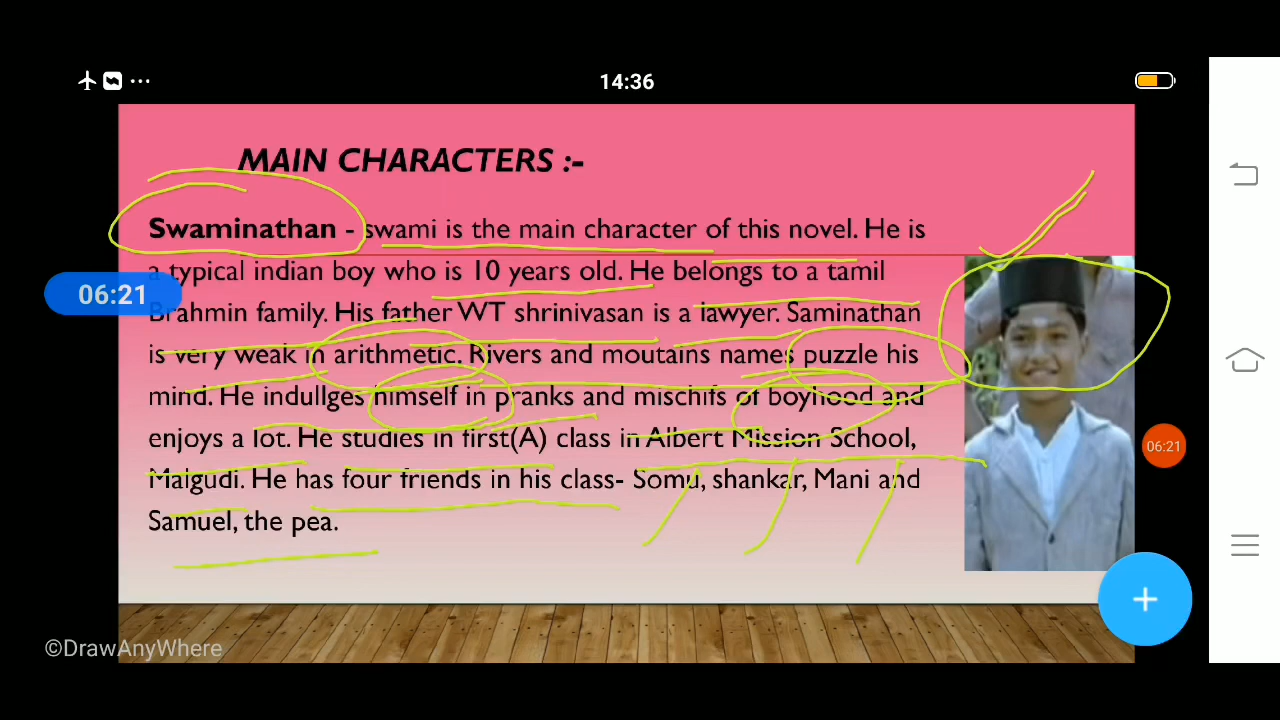 14:36
MAIN CHARACTERS :-
Swaminathan - swami is the main character of this novel. He is
a typical indian boy who is 10 years old. He belongs to a tamil
06:21
Brahmin family. His father WT shrinivasan is a lawyer. Saminathan
is very weak in arithmetic. Rivers and moutains names puzzle his
mind. He indullges himself in pranks and mischifs of boyhood and
enjoys a lot. He studies in first(A) class in Albert Mission School,
06:21
Malgudi. He has four friends in his class- Somu, shankar, Mani and
Samuel, the pea.
©DrawAnyWhere